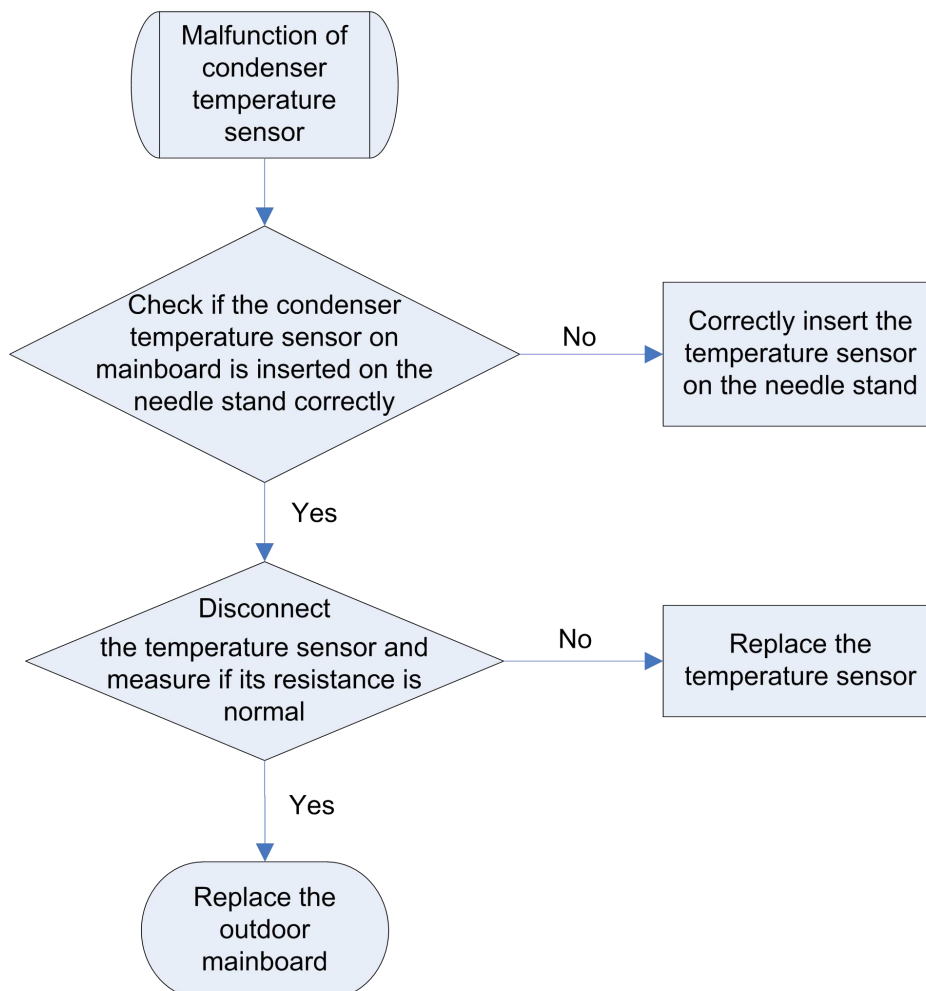 Malfunction of
condenser
temperature
sensor
Check if the condenser
temperature sensor on
mainboard is inserted on the
needle stand correctly
No
Correctly insert the
temperature sensor
on the needle stand
Yes
Disconnect
the temperature sensor and
measure if its resistance is
normal
No
Replace the
temperature sensor
Yes
Replace the
outdoor
mainboard